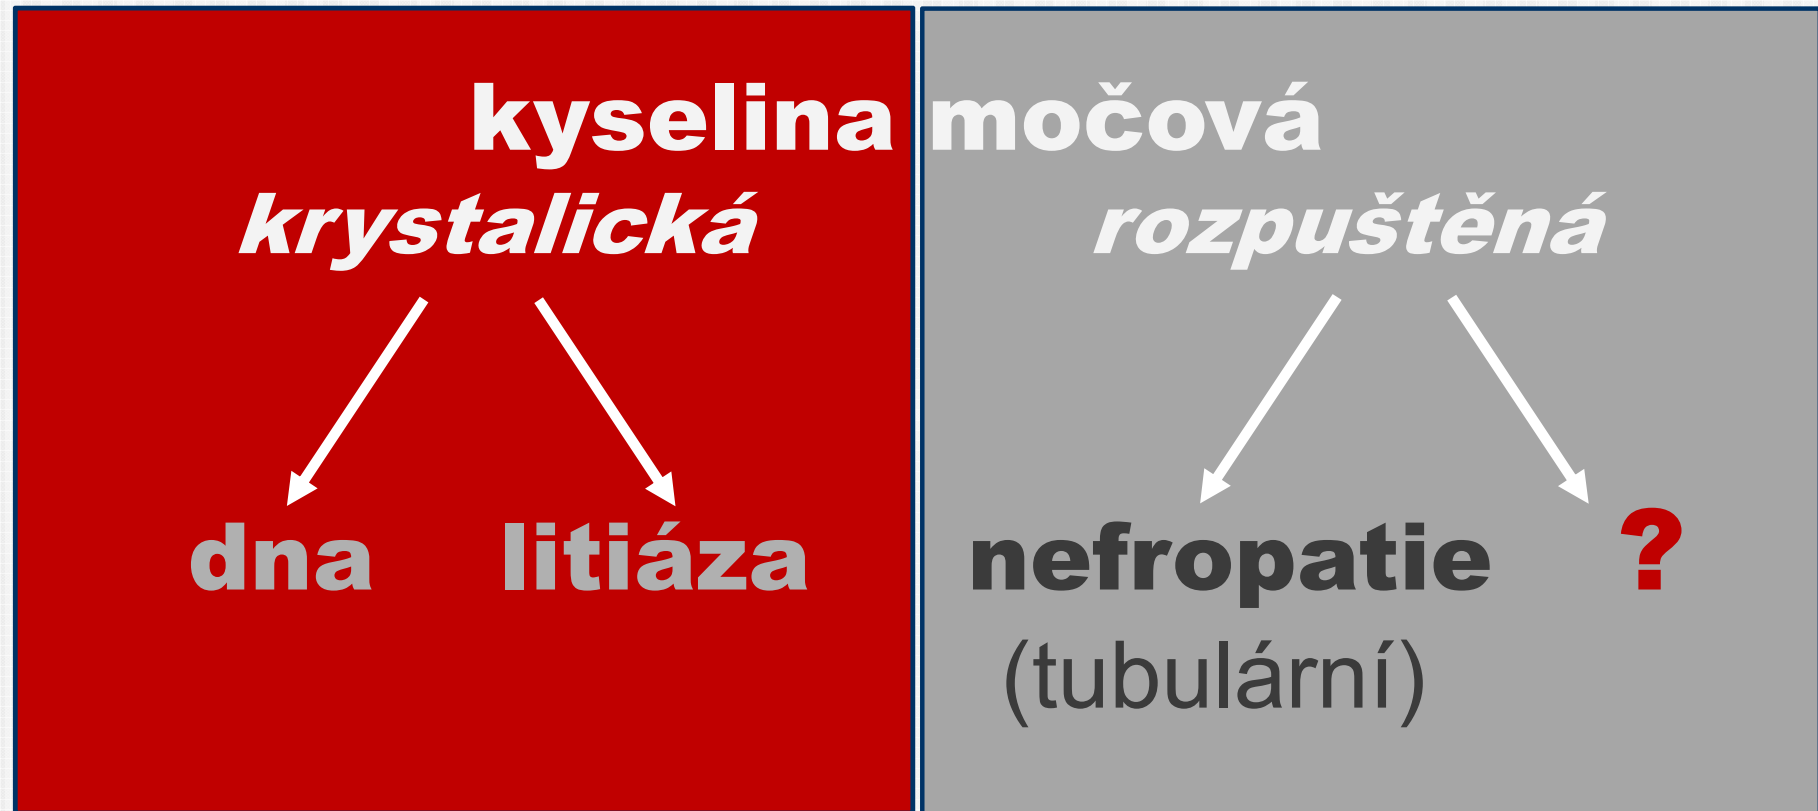 kyselina močová
krystalická rozpuštěná
dna litiáza nefropatie ?
(tubulární)